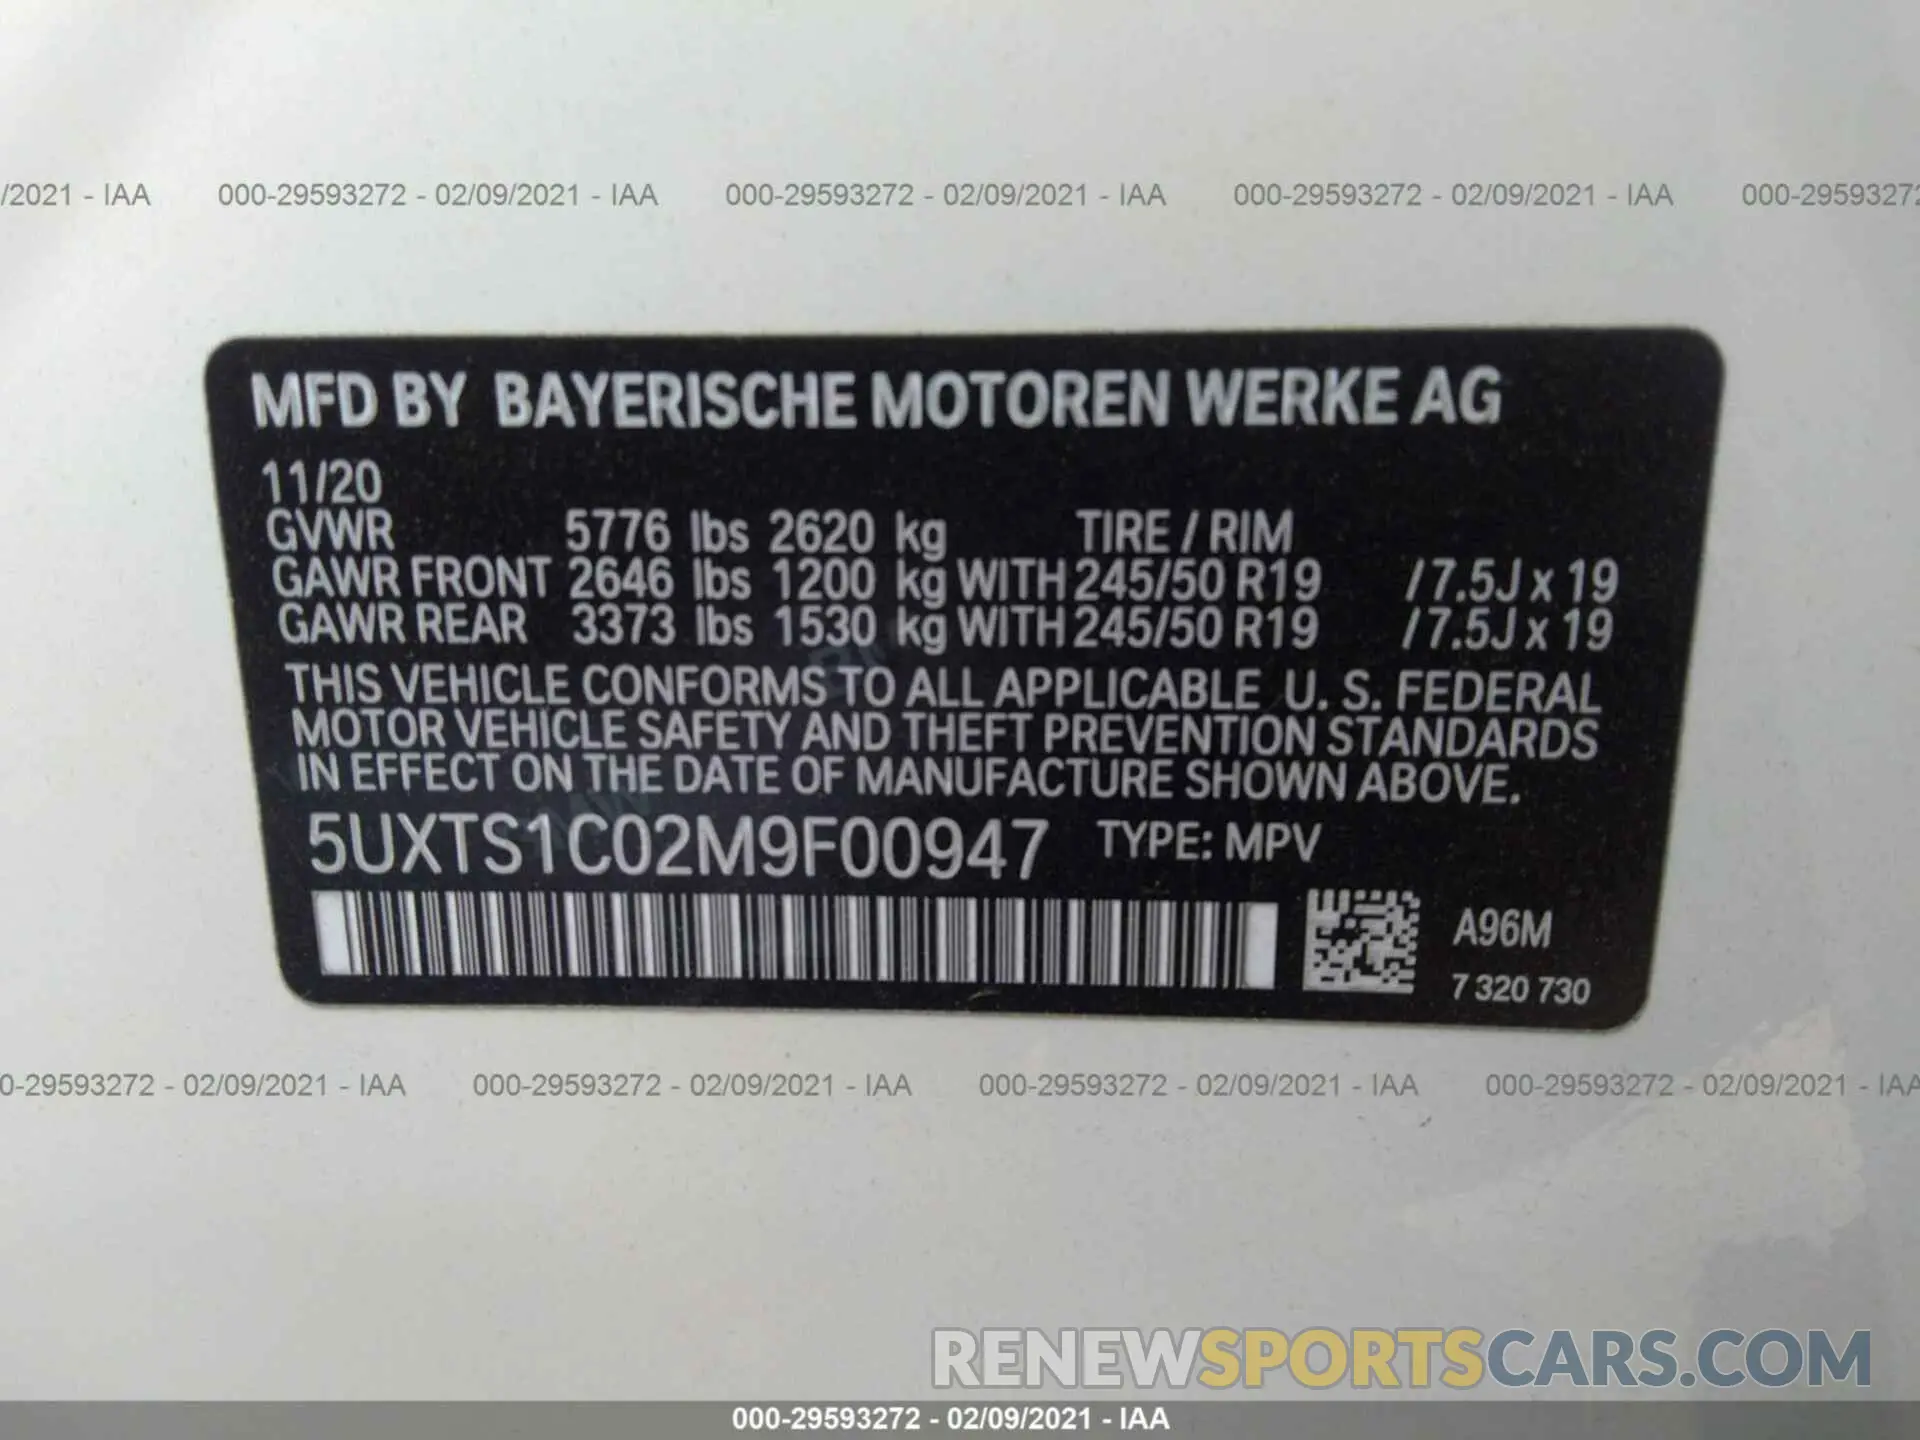 /2021 - IAA 000-29593272 - 02/09/2021 - IAA 000-29593272 - 02/09/2021 - IAA 000-29593272 - 02/09/2021 - IAA 000-29593272
MFD BY BAYERISCHE MOTOREN WERKE AG
11/20
GVWR 5776 lbs 2620 kg TIRE / RIM
GAWR FRONT 2646 lbs 1200 kg WITH 245/50 R19 /7.5J x 19
GAWR REAR 3373 lbs 1530 kg WITH 245/50 R19 /7.5J x 19
THIS VEHICLE CONFORMS TO ALL APPLICABLE U. S. FEDERAL
MOTOR VEHICLE SAFETY AND THEFT PREVENTION STANDARDS
IN EFFECT ON THE DATE OF MANUFACTURE SHOWN ABOVE.
5UXTS1C02M9F00947 TYPE: MPV
A96M
7 320 730
0-29593272 - 02/09/2021 - IAA 000-29593272 - 02/09/2021 - IAA 000-29593272 - 02/09/2021 - IAA 000-29593272 - 02/09/2021 - IAA
RENEWSPORTSCARS.COM
000-29593272 - 02/09/2021 - IAA